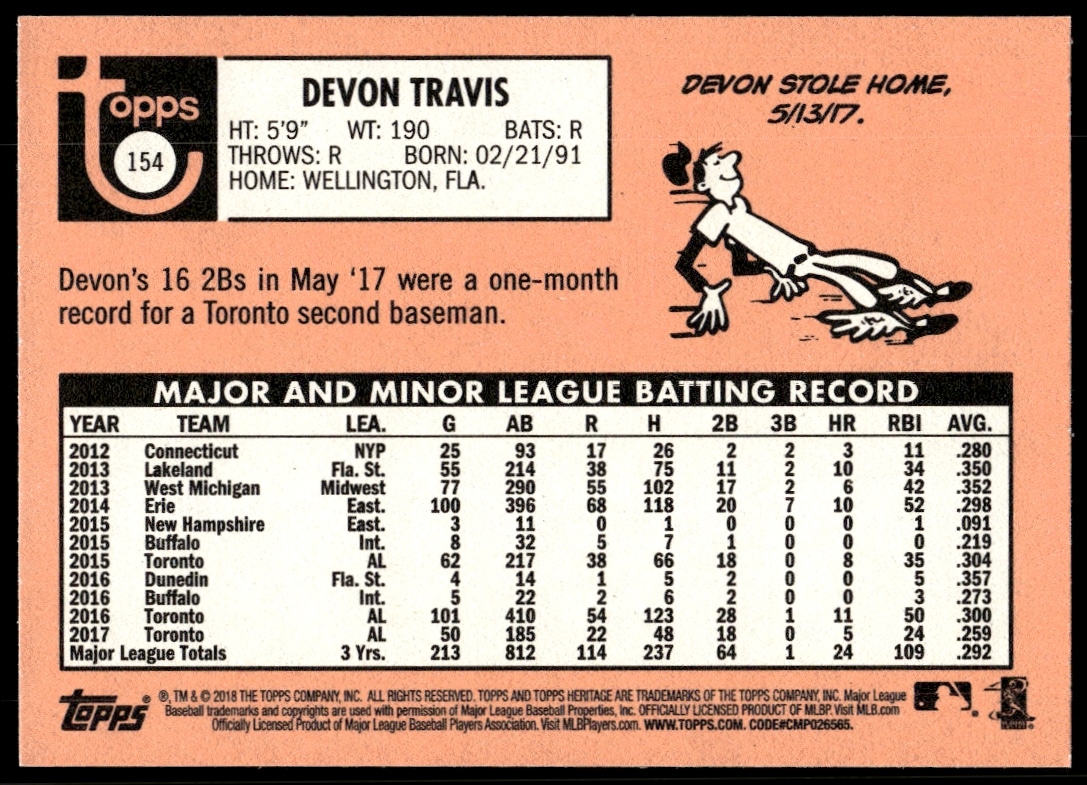 topps
154
DEVON TRAVIS
HT: 5'9" WT: 190 BATS: R
THROWS: R BORN: 02/21/91
HOME: WELLINGTON, FLA.
DEVON STOLE HOME,
5/13/17.
Devon's 16 2Bs in May '17 were a one-month
record for a Toronto second baseman.
MAJOR AND MINOR LEAGUE BATTING RECORD
YEAR TEAM LEA. G AB R H 2B 3B HR RBI AVG.
2012 Connecticut NYP 25 93 17 26 2 2 3 11 .280
2013 Lakeland Fla. St. 55 214 38 75 11 2 10 34 .350
2013 West Michigan Midwest 77 290 55 102 17 2 6 42 .352
2014 Erie East. 100 396 68 118 20 7 10 52 .298
2015 New Hampshire East. 3 11 0 1 0 0 0 1 .091
2015 Buffalo Int. 8 32 5 7 1 0 0 0 .219
2015 Toronto AL 62 217 38 66 18 0 8 35 .304
2016 Dunedin Fla. St. 4 14 1 5 2 0 0 5 .357
2016 Buffalo Int. 5 22 2 6 2 0 0 3 .273
2016 Toronto AL 101 410 54 123 28 1 11 50 .300
2017 Toronto AL 50 185 22 48 18 0 5 24 .259
Major League Totals 3 Yrs. 213 812 114 237 64 1 24 109 .292
TOPPS® ®, TM & © 2018 THE TOPPS COMPANY, INC. ALL RIGHTS RESERVED. TOPPS AND TOPPS HERITAGE ARE TRADEMARKS OF THE TOPPS COMPANY, INC. Major League
Baseball trademarks and copyrights are used with permission of Major League Baseball Properties, Inc. OFFICIALLY LICENSED PRODUCT OF MLBP. Visit MLB.com
Officially Licensed Product of Major League Baseball Players Association. Visit MLBPlayers.com. WWW.TOPPS.COM. CODE#CMP026565.